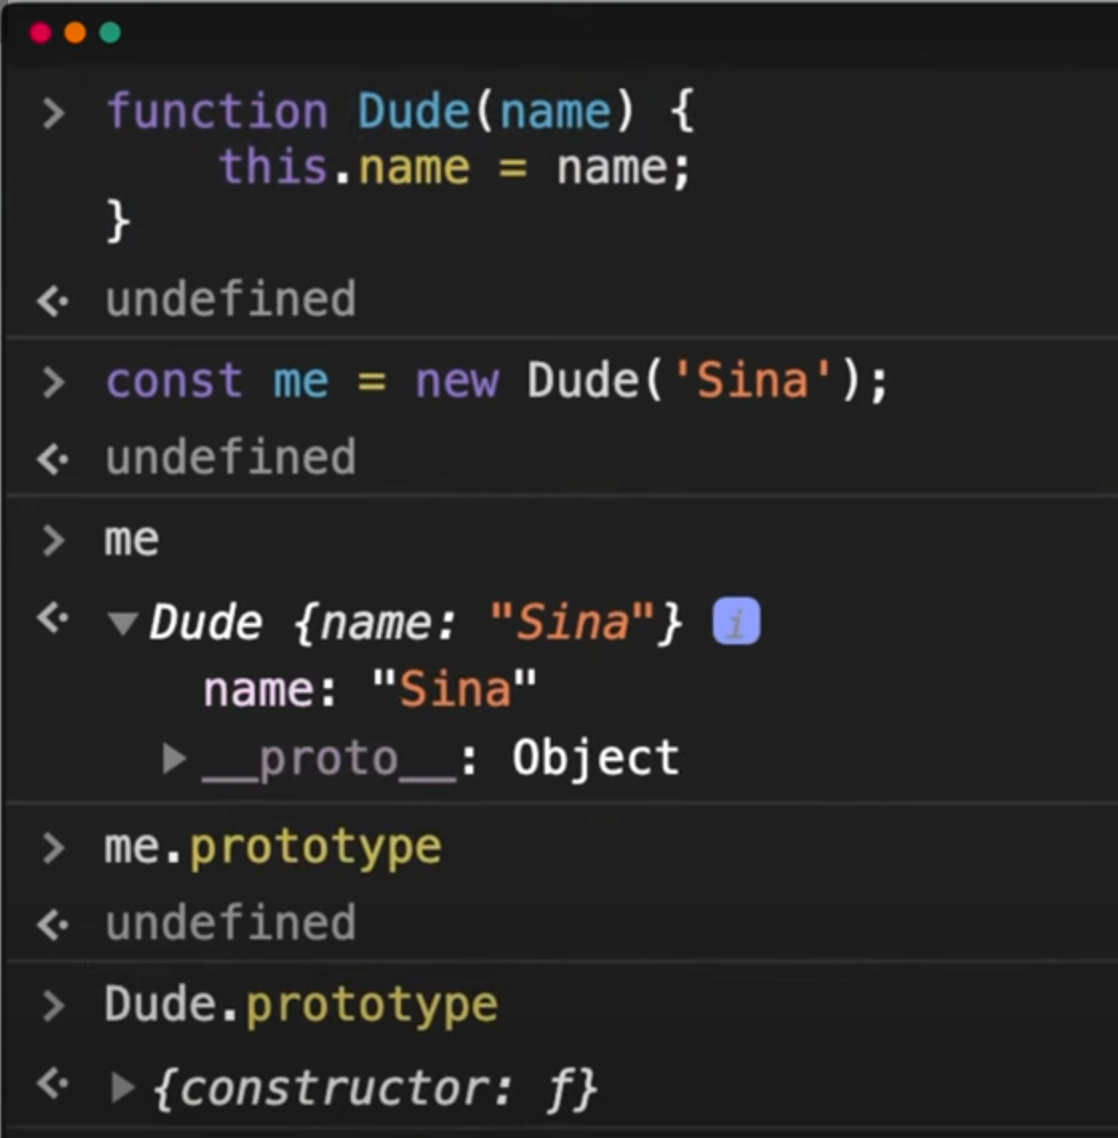 > function Dude(name) {
    this.name = name;
}
undefined
> const me = new Dude('Sina');
undefined
> me
▼Dude {name: "Sina"} i
name: "Sina"
▶__proto__: Object
> me.prototype
undefined
> Dude.prototype
▶{constructor: ƒ}